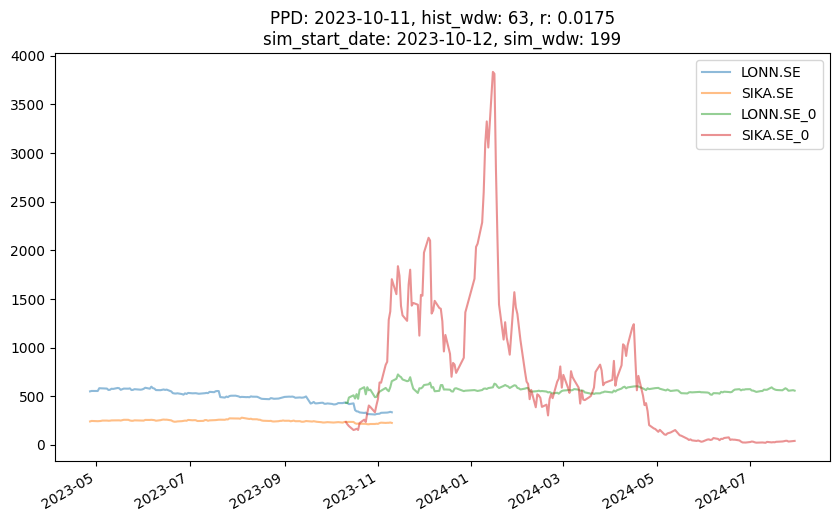 PPD: 2023-10-11, hist_wdw: 63, r: 0.0175
sim_start_date: 2023-10-12, sim_wdw: 199
4000
3500
3000
2500
2000
1500
1000
500
0
LONN.SE
SIKA.SE
LONN.SE_0
SIKA.SE_0
2023-05
2023-07
2023-09
2023-11
2024-01
2024-03
2024-05
2024-07